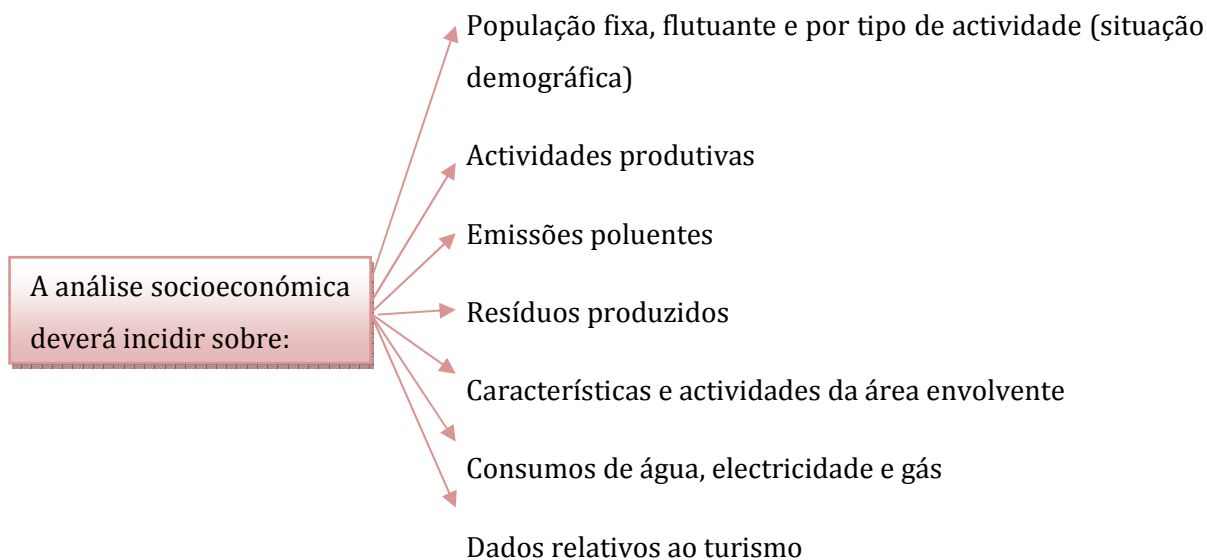 A análise socioeconómica
deverá incidir sobre:
População fixa, flutuante e por tipo de actividade (situação
demográfica)
Actividades produtivas
Emissões poluentes
Resíduos produzidos
Características e actividades da área envolvente
Consumos de água, electricidade e gás
Dados relativos ao turismo